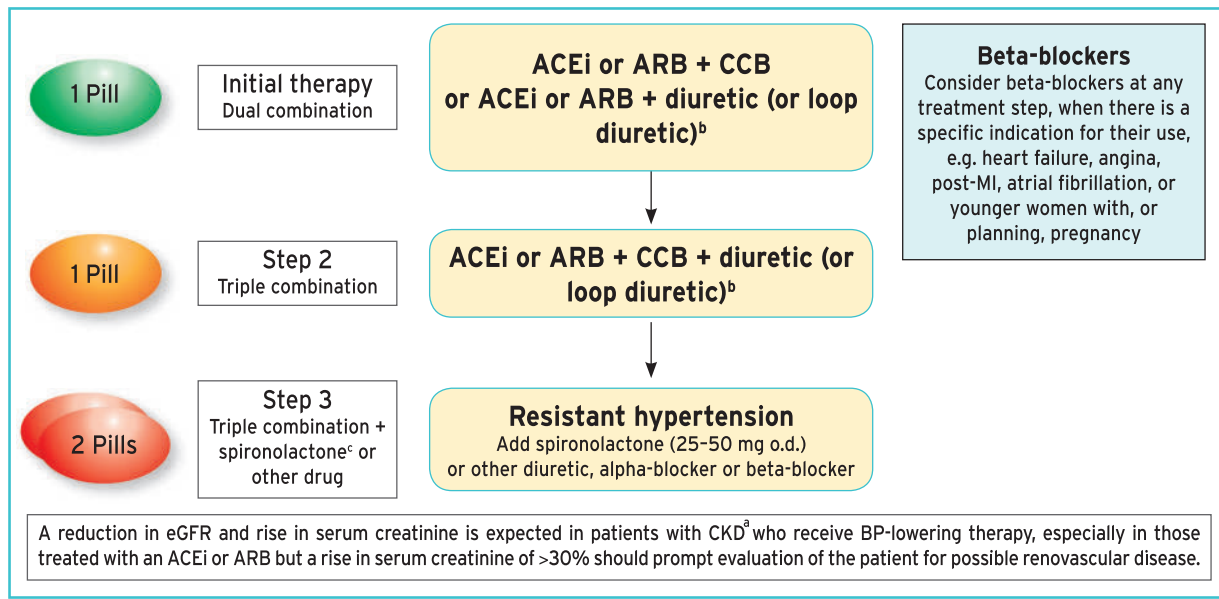 1 Pill
Initial therapy
Dual combination
ACEi or ARB + CCB
or ACEi or ARB + diuretic (or loop
diuretic)ᵇ
Beta-blockers
Consider beta-blockers at any
treatment step, when there is a
specific indication for their use,
e.g. heart failure, angina,
post-MI, atrial fibrillation, or
younger women with, or
planning, pregnancy
1 Pill
Step 2
Triple combination
ACEi or ARB + CCB + diuretic (or
loop diuretic)ᵇ
2 Pills
Step 3
Triple combination +
spironolactoneᶜ or
other drug
Resistant hypertension
Add spironolactone (25–50 mg o.d.)
or other diuretic, alpha-blocker or beta-blocker
A reduction in eGFR and rise in serum creatinine is expected in patients with CKDᵃ who receive BP-lowering therapy, especially in those
treated with an ACEi or ARB but a rise in serum creatinine of >30% should prompt evaluation of the patient for possible renovascular disease.